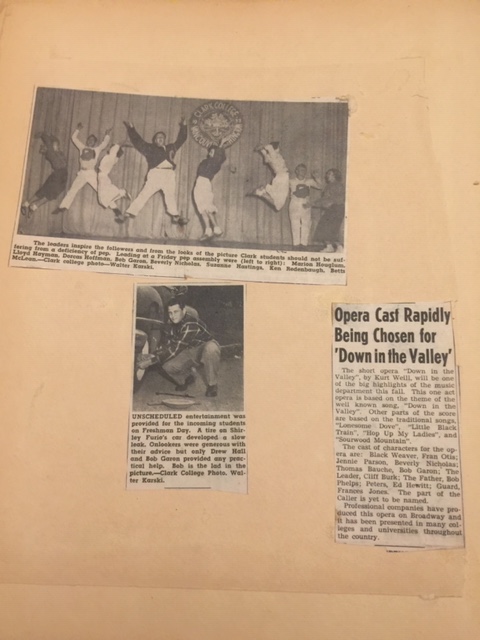 CLARK COLLEGE
The leaders inspire the followers and from the looks of the picture Clark students should not be suf-
fering from a deficiency of pep. Leading at a Friday pep assembly were (left to right): Marion Hougham,
Lloyd Hayman, Dorcas Hoffman, Bob Garon, Beverly Nicholas, Susanne Hastings, Ken Rodenbaugh, Betts
McLean.—Clark college photo—Walter Karski.
UNSCHEDULED entertainment was
provided for the incoming students
on Freshman Day. A tire on Shir-
ley Fuzie's car developed a slow
leak. Onlookers were generous with
their advice but only Drew Hall
and Bob Garon provided any prac-
tical help. Bob is the lad in the
picture.—Clark College Photo. Wal-
ter Karski.
Opera Cast Rapidly
Being Chosen for
'Down in the Valley'
The short opera "Down in the
Valley", by Kurt Weill, will be one
of the big highlights of the music
department this fall. This one act
opera is based on the theme of the
well known song, "Down in the
Valley". Other parts of the score
are based on the traditional songs,
"Lonesome Dove", "Little Black
Train", "Hop Up My Ladies", and
"Sourwood Mountain".
The cast of characters for the op-
era are: Black Weaver, Fran Otis;
Jennie Parson, Beverly Nicholas;
Thomas Bauche, Bob Garon; The
Leader, Cliff Burk; The Father, Bob
Phelps; Peters, Ed Hewitt; Guard,
Frances Jones. The part of the
Caller is yet to be named.
Professional companies have pro-
duced this opera on Broadway and
it has been presented in many col-
leges and universities throughout
the country.